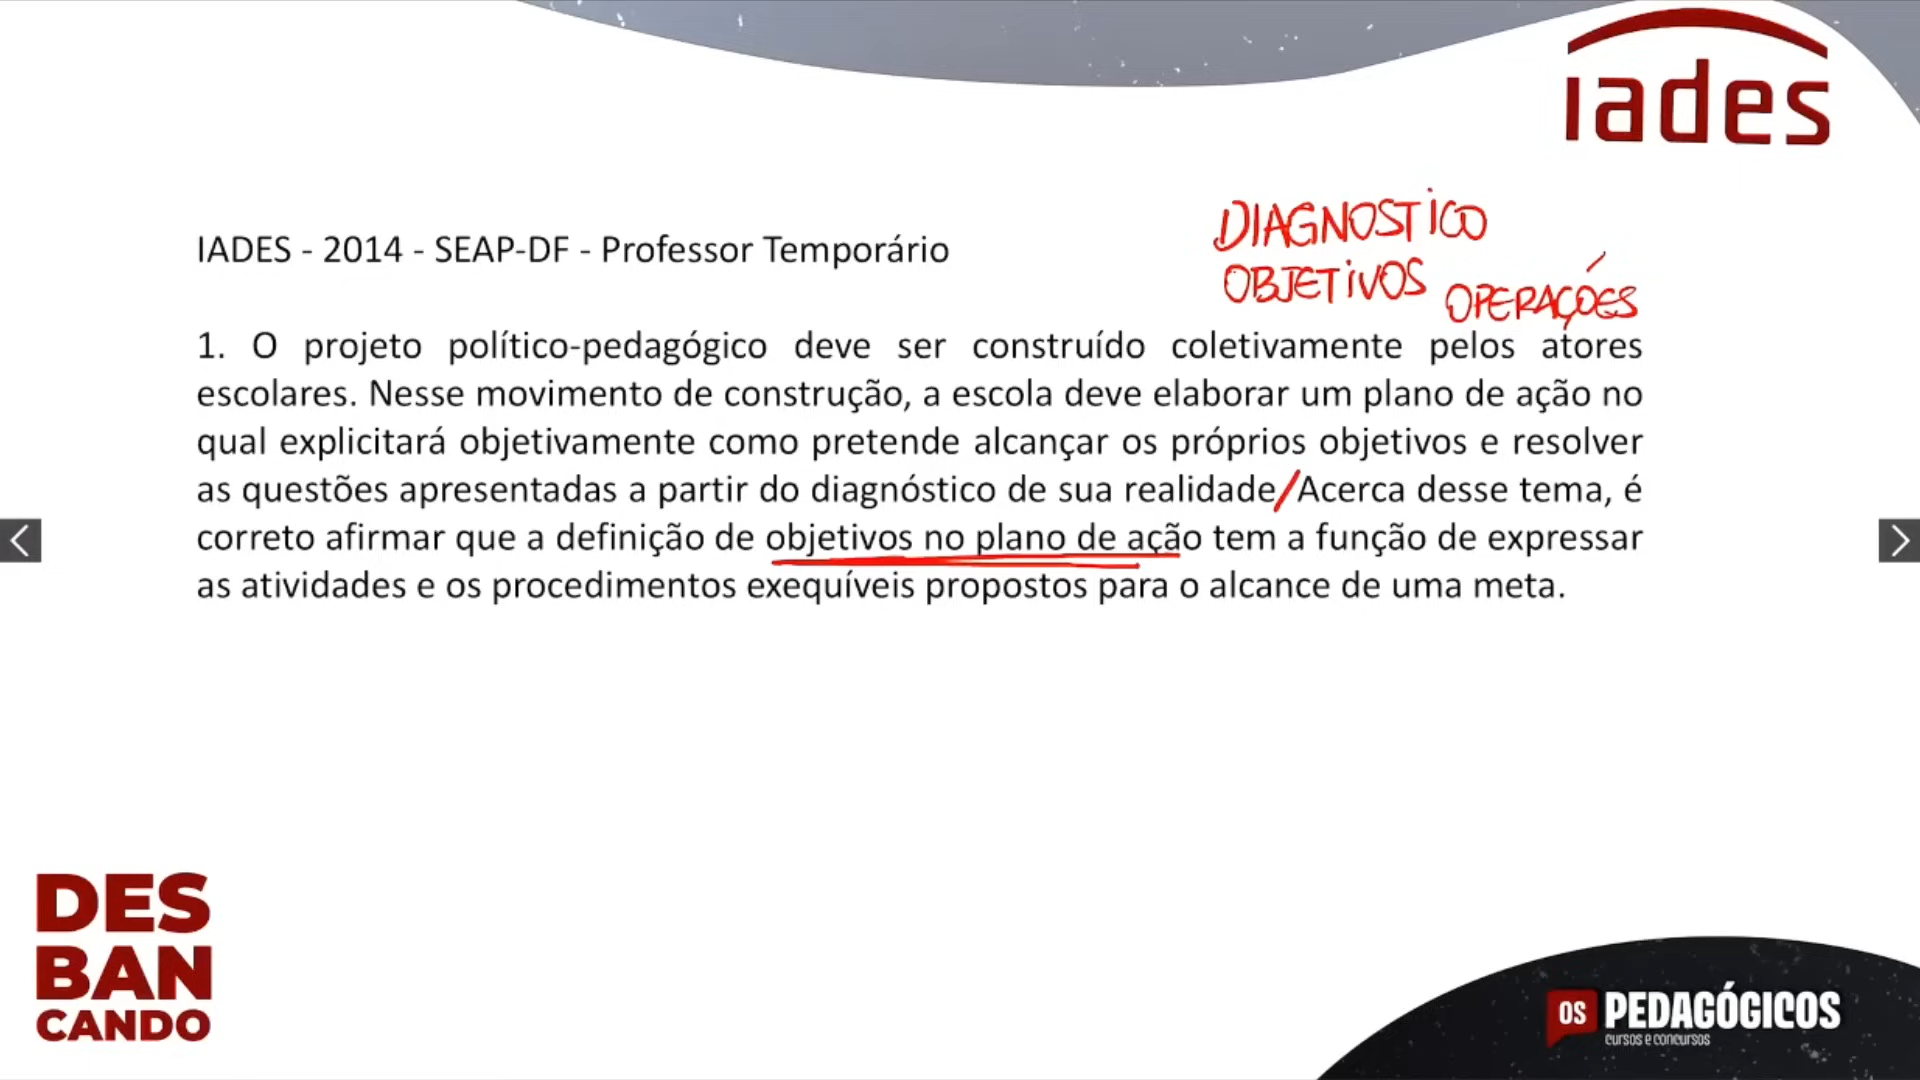 iades
DIAGNOSTICO
IADES - 2014 - SEAP-DF - Professor Temporário
OBJETIVOS OPERAÇÓES
1. O projeto político-pedagógico deve ser construído coletivamente pelos atores
escolares. Nesse movimento de construção, a escola deve elaborar um plano de ação no
qual explicitará objetivamente como pretende alcançar os próprios objetivos e resolver
as questões apresentadas a partir do diagnóstico de sua realidade/Acerca desse tema, é
correto afirmar que a definição de objetivos no plano de ação tem a função de expressar
as atividades e os procedimentos exequíveis propostos para o alcance de uma meta.
DES
BAN
CANDO
OS PEDAGÓGICOS
cursos e concursos